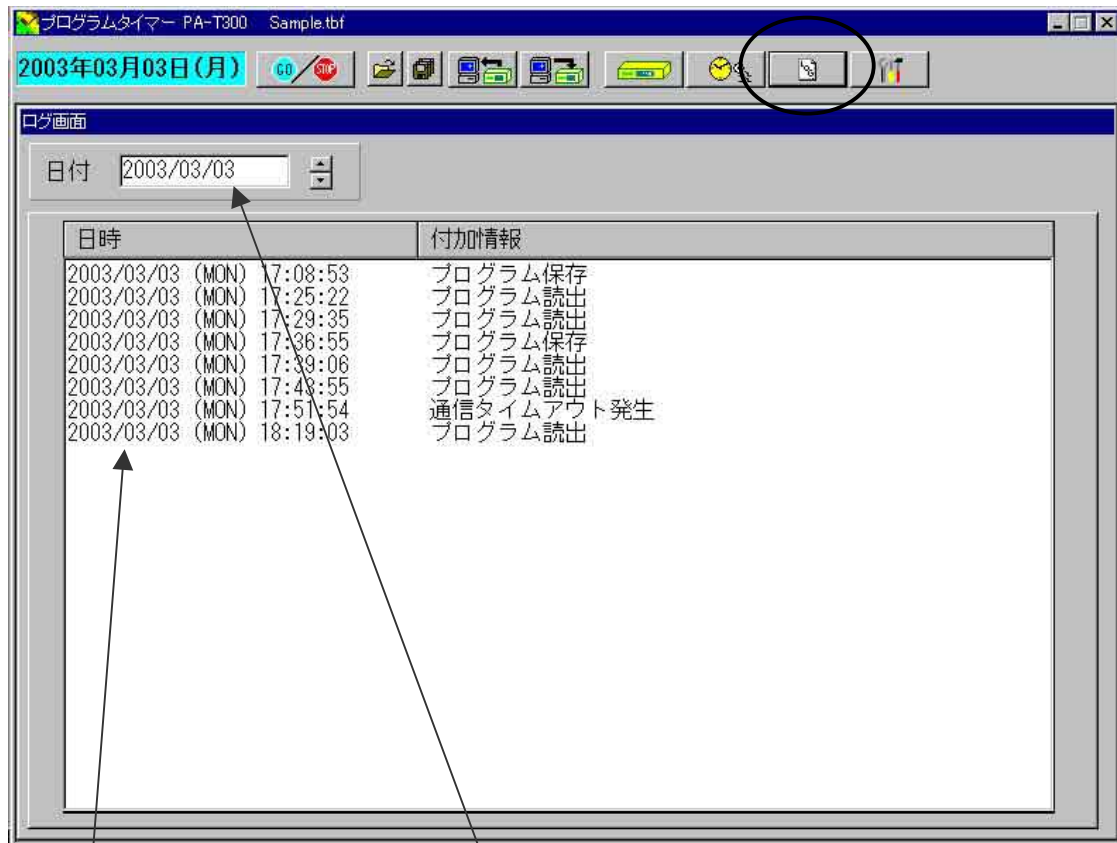 プログラムタイマー PA-T300 Sample.tbf
2003年03月03日(月) GO/STOP
ログ画面
日付 2003/03/03
日時 付加情報
2003/03/03 (MON) 17:08:53 プログラム保存
2003/03/03 (MON) 17:25:22 プログラム読出
2003/03/03 (MON) 17:29:35 プログラム読出
2003/03/03 (MON) 17:36:55 プログラム保存
2003/03/03 (MON) 17:39:06 プログラム読出
2003/03/03 (MON) 17:43:55 プログラム読出
2003/03/03 (MON) 17:51:54 通信タイムアウト発生
2003/03/03 (MON) 18:19:03 プログラム読出